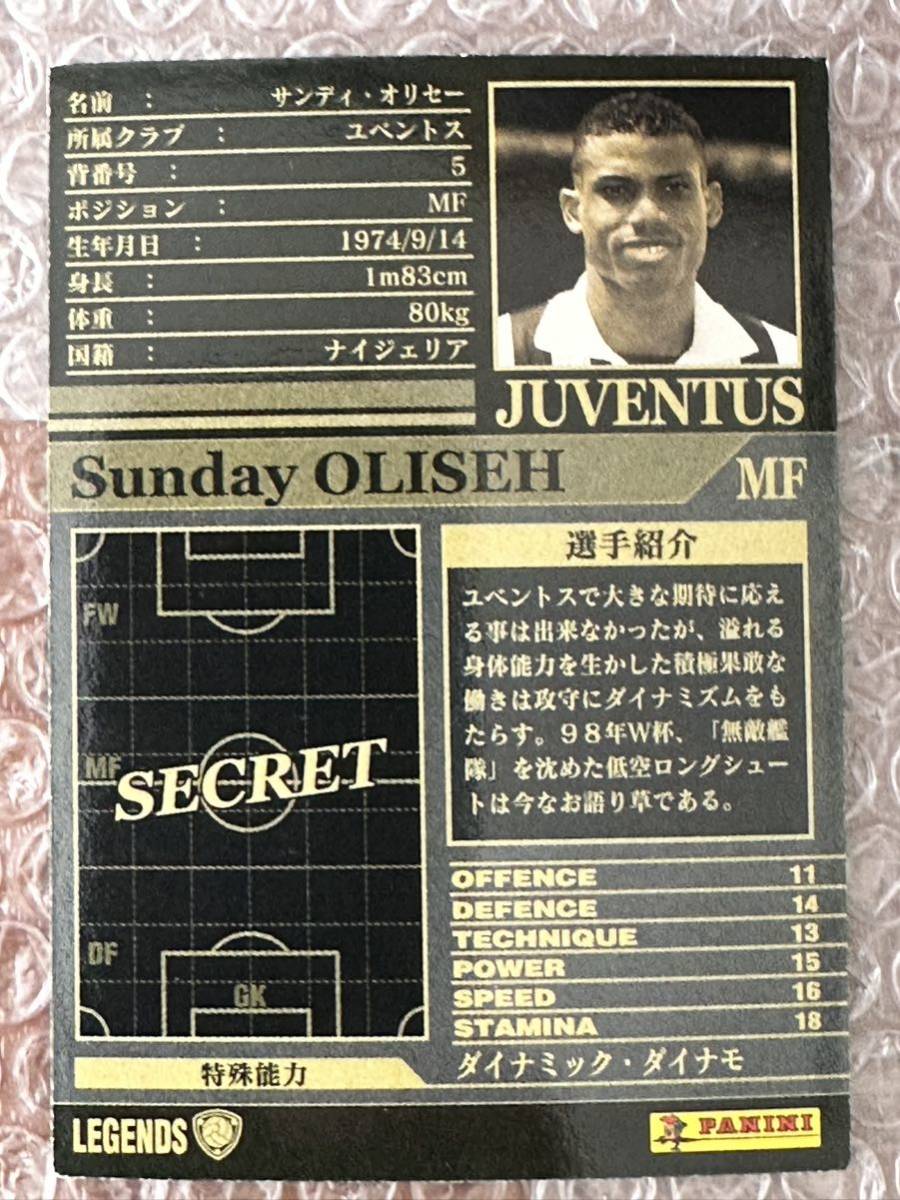 名前 : サンディ・オリセー
所属クラブ : ユベントス
背番号 : 5
ポジション : MF
生年月日 : 1974/9/14
身長 : 1m83cm
体重 : 80kg
国籍 : ナイジェリア
JUVENTUS
Sunday OLISEH MF
FW
MF
SECRET
DF
GK
選手紹介
ユベントスで大きな期待に応え
る事は出来なかったが、溢れる
身体能力を生かした積極果敢な
働きは攻守にダイナミズムをも
たらす。98年W杯、「無敵艦
隊」を沈めた低空ロングシュー
トは今なお語り草である。
OFFENCE 11
DEFENCE 14
TECHNIQUE 13
POWER 15
SPEED 16
STAMINA 18
特殊能力 ダイナミック・ダイナモ
LEGENDS PANINI